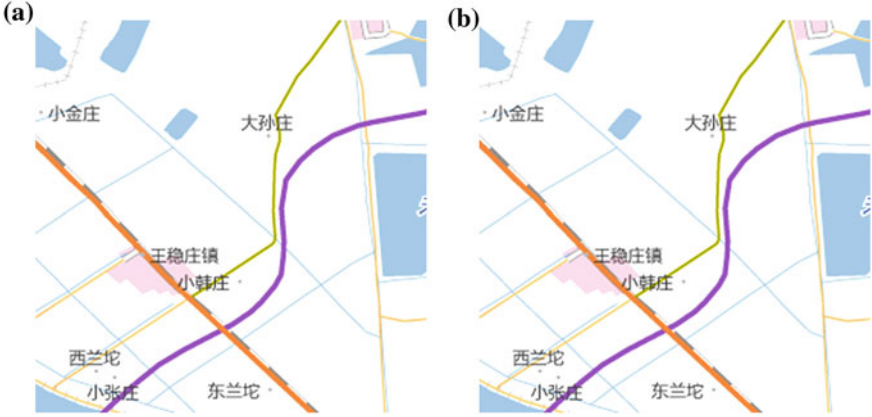 (a)
小金庄
大孙庄
王稳庄镇
小韩庄
西兰坨
小张庄
东兰坨
(b)
小金庄
大孙庄
王稳庄镇
小韩庄
西兰坨
小张庄
东兰坨